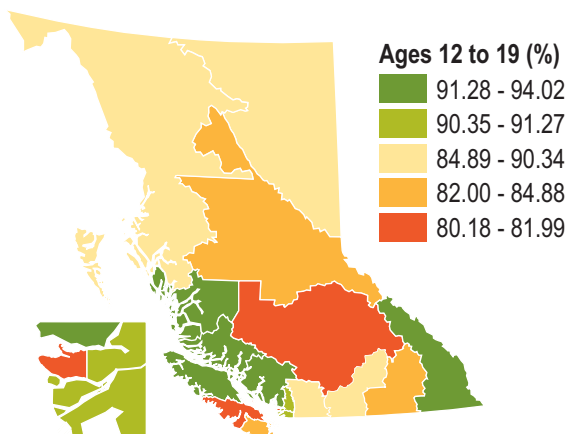 Ages 12 to 19 (%)
91.28 - 94.02
90.35 - 91.27
84.89 - 90.34
82.00 - 84.88
80.18 - 81.99